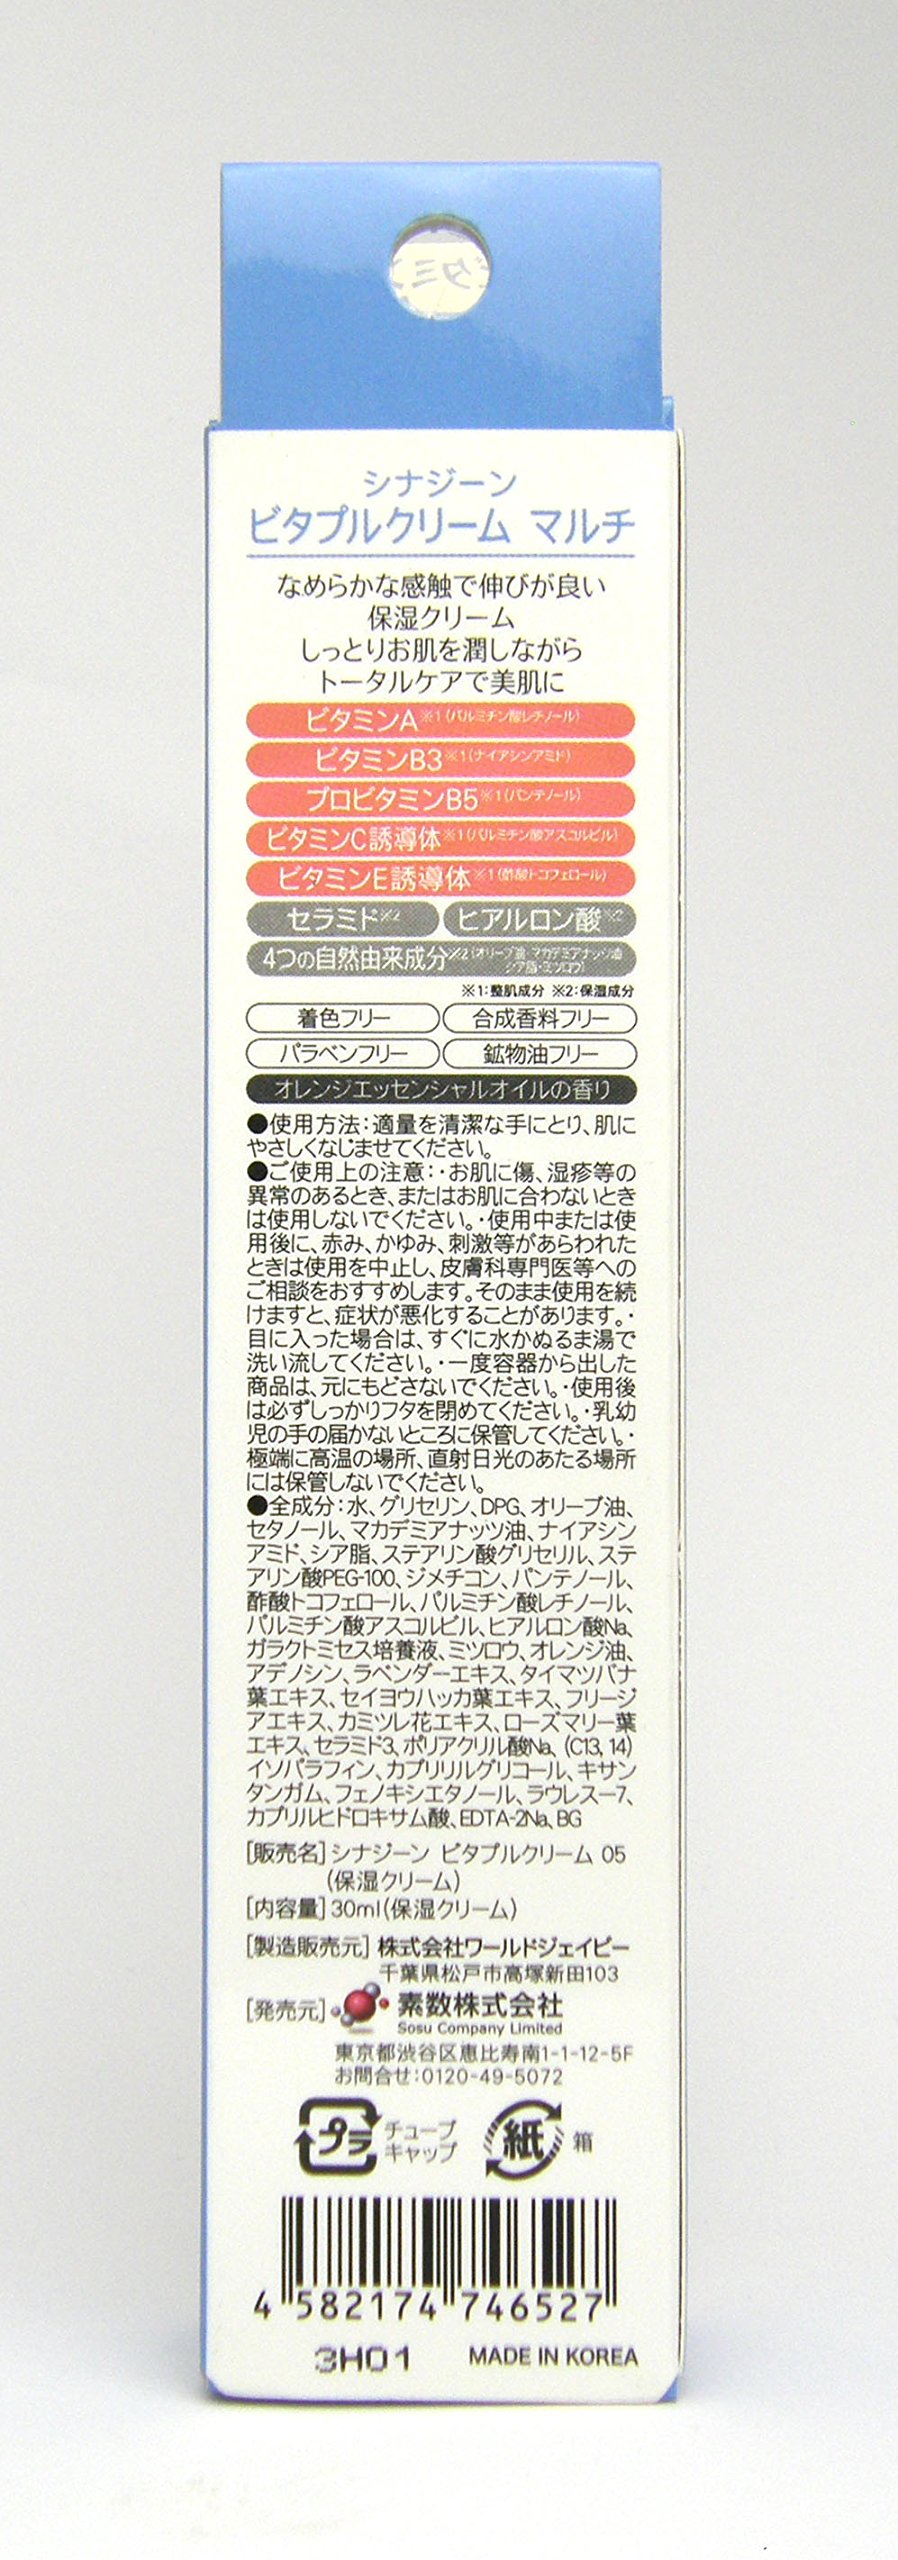 シナジーン
ビタプルクリーム マルチ
なめらかな感触で伸びが良い
保湿クリーム
しっとりお肌を潤しながら
トータルケアで美肌に
ビタミンA※1(パルミチン酸レチノール)
ビタミンB3※1(ナイアシンアミド)
プロビタミンB5※1(パンテノール)
ビタミンC誘導体※1(パルミチン酸アスコルビル)
ビタミンE誘導体※1(酢酸トコフェロール)
セラミド※2 ヒアルロン酸※2
4つの自然由来成分※2(オリーブ油・マカデミアナッツ油
シア脂・ミツロウ)
※1:整肌成分 ※2:保湿成分
着色フリー 合成香料フリー
パラベンフリー 鉱物油フリー
オレンジエッセンシャルオイルの香り
●使用方法:適量を清潔な手にとり、肌に
やさしくなじませてください。
●ご使用上の注意:・お肌に傷、湿疹等の
異常のあるとき、またはお肌に合わないとき
は使用しないでください。・使用中または使
用後に、赤み、かゆみ、刺激等があらわれた
ときは使用を中止し、皮膚科専門医等への
ご相談をおすすめします。そのまま使用を続
けますと、症状が悪化することがあります。・
目に入った場合は、すぐに水かぬるま湯で
洗い流してください。・一度容器から出した
商品は、元にもどさないでください。・使用後
は必ずしっかりフタを閉めてください。・乳幼
児の手の届かないところに保管してください。・
極端に高温の場所、直射日光のあたる場所
には保管しないでください。
●全成分:水、グリセリン、DPG、オリーブ油、
セタノール、マカデミアナッツ油、ナイアシン
アミド、シア脂、ステアリン酸グリセリル、ステ
アリン酸PEG-100、ジメチコン、パンテノール、
酢酸トコフェロール、パルミチン酸レチノール、
パルミチン酸アスコルビル、ヒアルロン酸Na、
ガラクトミセス培養液、ミツロウ、オレンジ油、
アデノシン、ラベンダーエキス、タイマツバナ
葉エキス、セイヨウハッカ葉エキス、フリージ
アエキス、カミツレ花エキス、ローズマリー葉
エキス、セラミド3、ポリアクリル酸Na、(C13, 14)
イソパラフィン、カプリリルグリコール、キサン
タンガム、フェノキシエタノール、ラウレス-7、
カプリルヒドロキサム酸、EDTA-2Na、BG
[販売名]シナジーン ビタプルクリーム 05
(保湿クリーム)
[内容量]30ml(保湿クリーム)
[製造販売元]株式会社ワールドジェイビー
千葉県松戸市高塚新田103
[発売元]素数株式会社
Sosu Company Limited
東京都渋谷区恵比寿南1-1-12-5F
お問合せ:0120-49-5072
プラ チューブ
キャップ
紙 箱
4 582174 746527
3H01 MADE IN KOREA